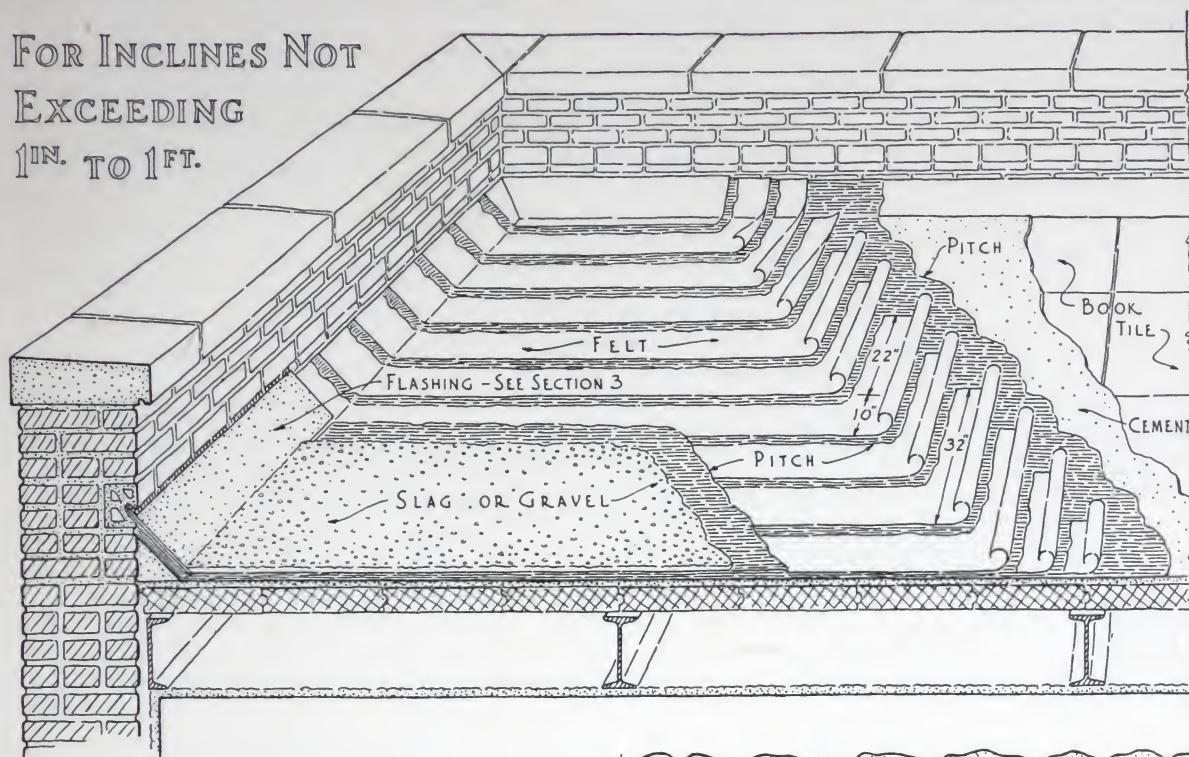 FOR INCLINES NOT
EXCEEDING
1IN. TO 1FT.
PITCH
BOOK
TILE
FELT
22"
FLASHING - SEE SECTION 3
10"
CEMENT
32"
PITCH
SLAG OR GRAVEL